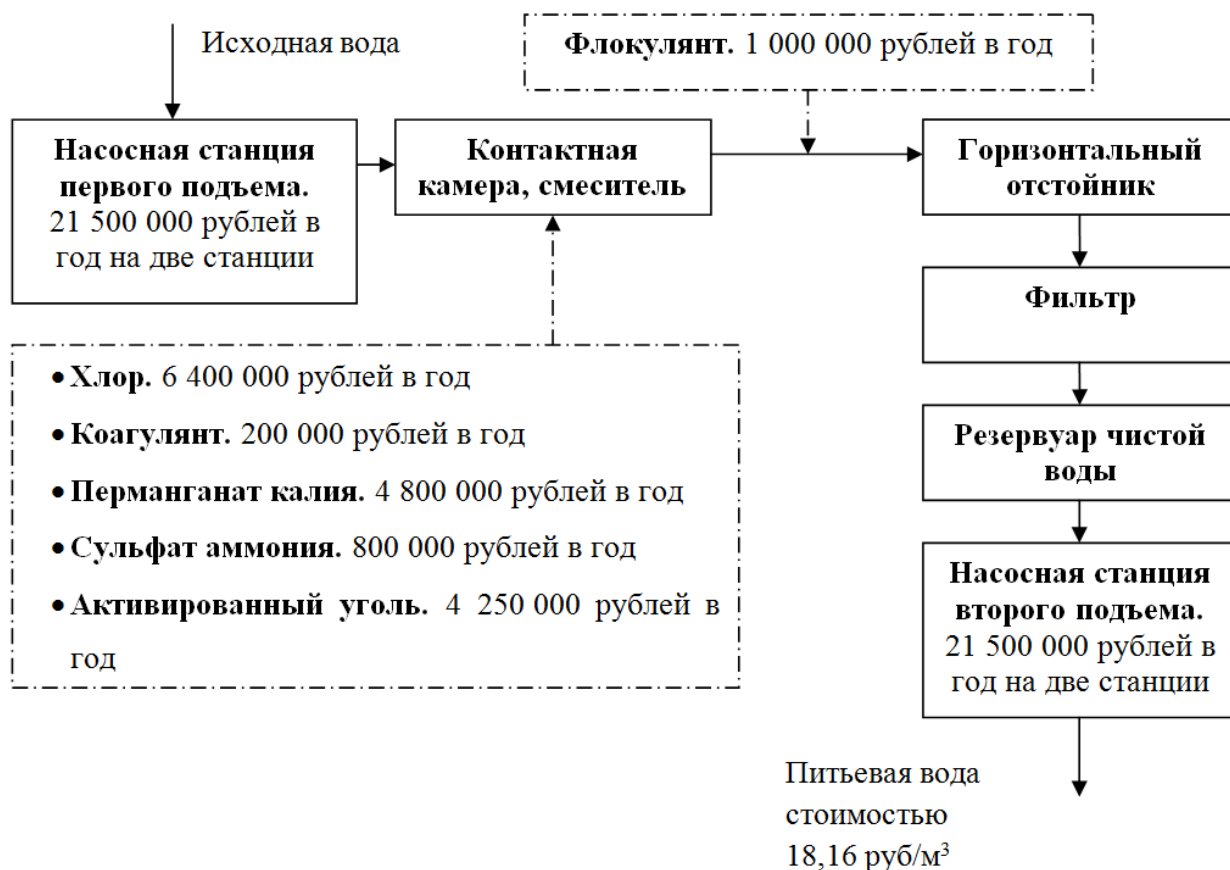 Исходная вода
Флокулянт. 1 000 000 рублей в год
Насосная станция
первого подъема.
21 500 000 рублей в
год на две станции
Контактная
камера, смеситель
Горизонтальный
отстойник
Фильтр
• Хлор. 6 400 000 рублей в год
• Коагулянт. 200 000 рублей в год
• Перманганат калия. 4 800 000 рублей в год
• Сульфат аммония. 800 000 рублей в год
• Активированный уголь. 4 250 000 рублей в
год
Резервуар чистой
воды
Насосная станция
второго подъема.
21 500 000 рублей в
год на две станции
Питьевая вода
стоимостью
18,16 руб/м³